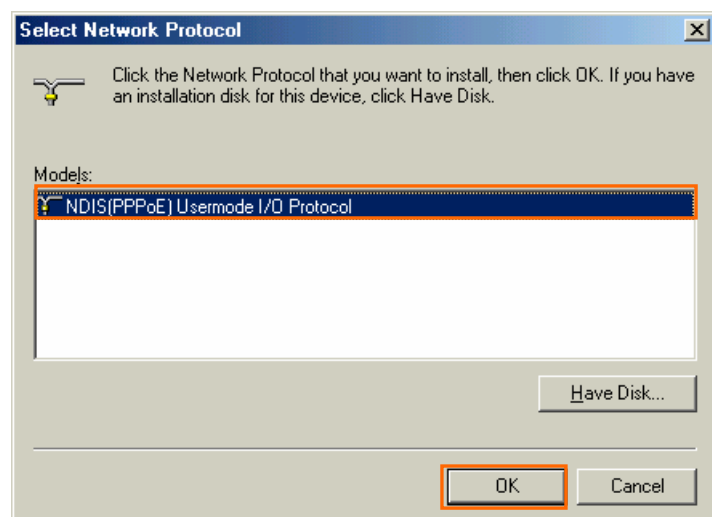 Select Network Protocol
Click the Network Protocol that you want to install, then click OK. If you have
an installation disk for this device, click Have Disk.
Models:
NDIS(PPPoE) Usermode I/O Protocol
Have Disk...
OK
Cancel